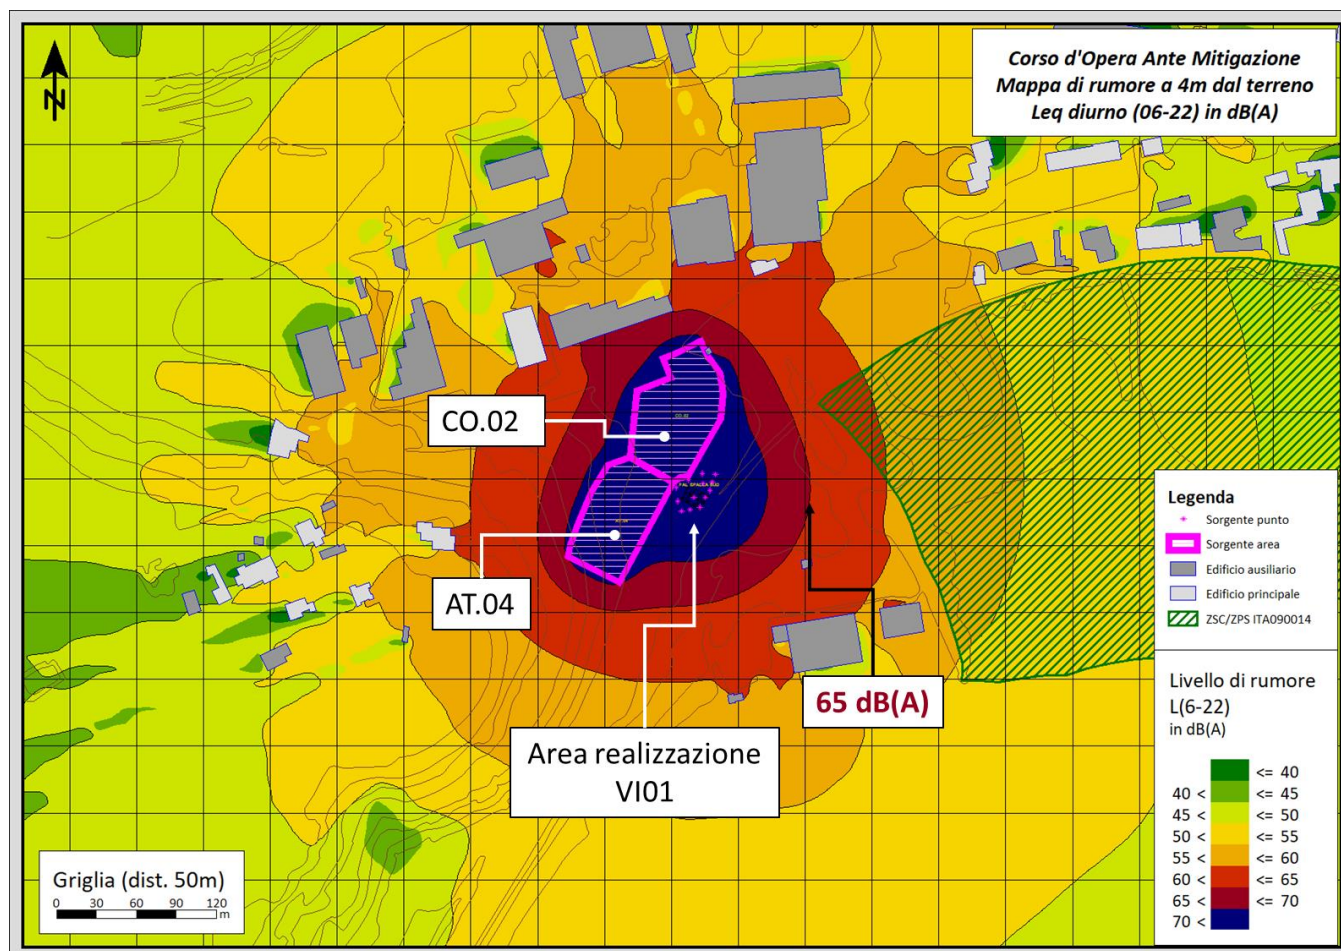 Corso d'Opera Ante Mitigazione
Mappa di rumore a 4m dal terreno
Leq diurno (06-22) in dB(A)
N
CO.02
CO.02
AT.04
65 dB(A)
Area realizzazione
VI01
Legenda
Sorgente punto
Sorgente area
Edificio ausiliario
Edificio principale
ZSC/ZPS ITA090014
Livello di rumore
L(6-22)
in dB(A)
<= 40
40 < <= 45
45 < <= 50
50 < <= 55
55 < <= 60
60 < <= 65
65 < <= 70
70 <
Griglia (dist. 50m)
0 30 60 90 120
m